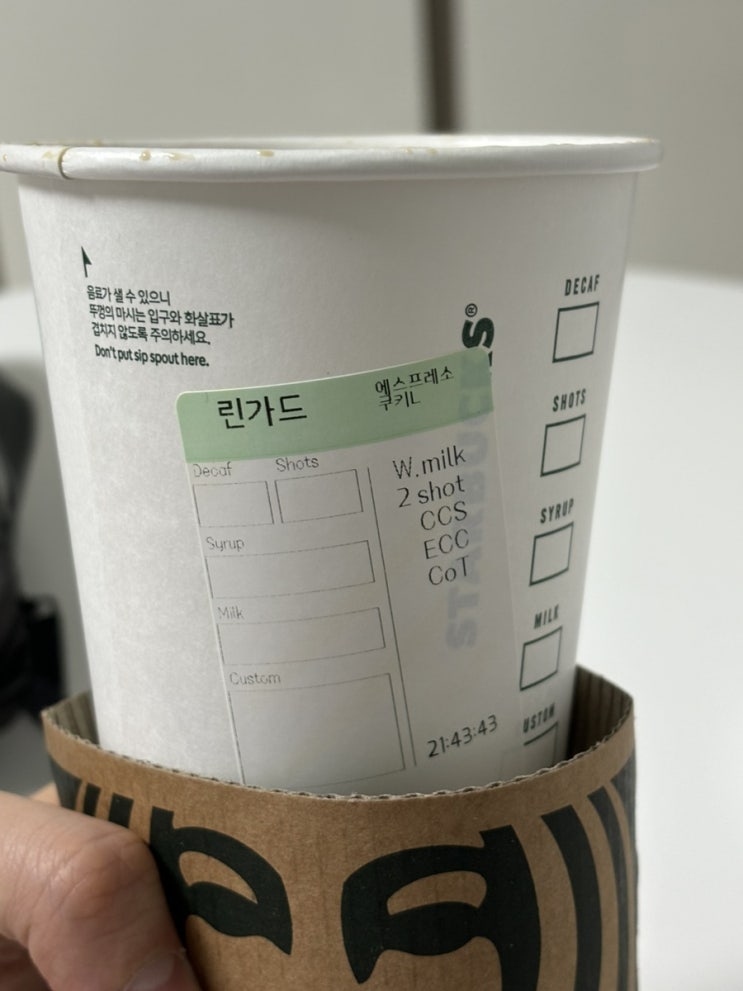 음료가 샐 수 있으니
뚜껑의 마시는 입구와 화살표가
겹치지 않도록 주의하세요.
Don't put sip spout here.
STARBUCKS®
린가드
에스프레소
쿠키L
Decaf
Shots
Syrup
Milk
Custom
W.milk
2 shot
CCS
ECC
CoT
21:43:43
DECAF
SHOTS
SYRUP
MILK
USTOM